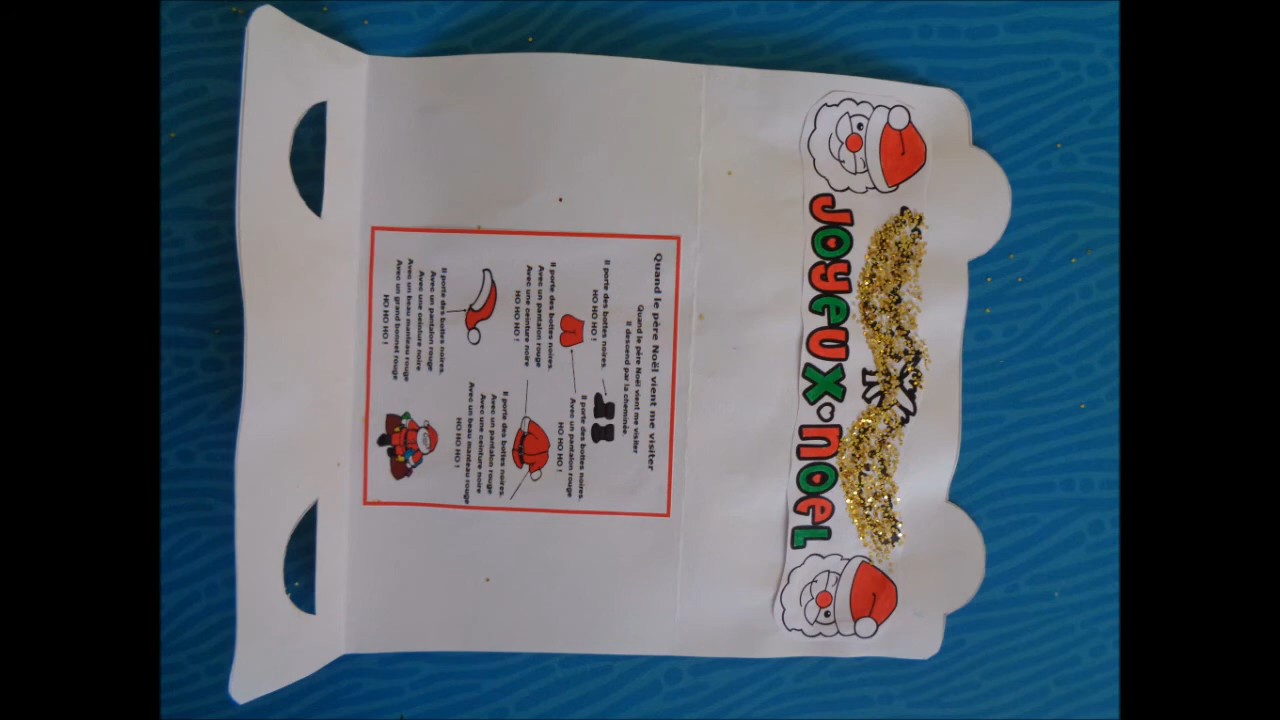 JOYEUX NOEL
Quand le père Noël vient me visiter
Quand le père Noël vient me visiter
Il descend par la cheminée.
Il porte des bottes noires.
HO HO HO !
Il porte des bottes noires.
Avec un pantalon rouge
HO HO HO !
Il porte des bottes noires.
Avec un pantalon rouge
Avec une ceinture noire
HO HO HO !
Il porte des bottes noires.
Avec un pantalon rouge
Avec une ceinture noire
Avec un beau manteau rouge
HO HO HO !
Il porte des bottes noires.
Avec un pantalon rouge
Avec une ceinture noire
Avec un beau manteau rouge
Avec un grand bonnet rouge
HO HO HO !